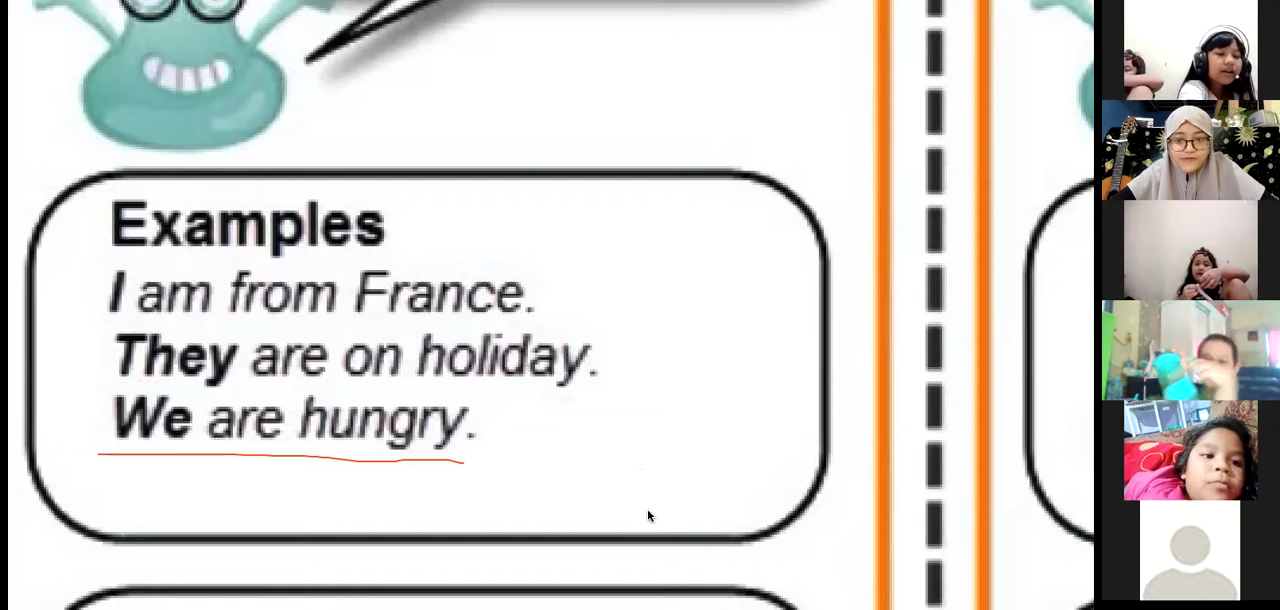 Examples
I am from France.
They are on holiday.
We are hungry.